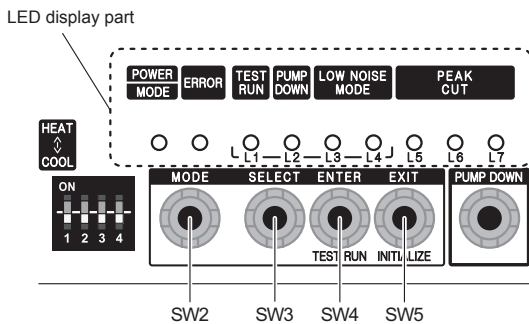 LED display part
POWER
MODE
ERROR
TEST
RUN
PUMP
DOWN
LOW NOISE
MODE
PEAK
CUT
HEAT
COOL
L1 L2 L3 L4 L5 L6 L7
MODE SELECT ENTER EXIT PUMP DOWN
ON
1 2 3 4
TEST RUN INITIALIZE
SW2 SW3 SW4 SW5